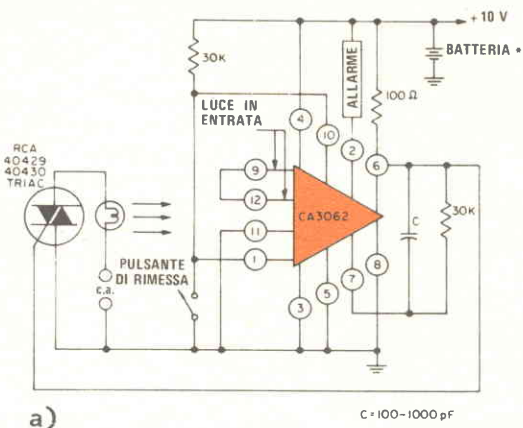 + 10 V
BATTERIA •
30K
ALLARME
100 Ω
LUCE IN
ENTRATA
4
10
2
6
RCA
40429
40430
TRIAC
9
12
CA3062
C
30K
11
1
PULSANTE
DI RIMESSA
c.a.
3
5
7
8
a)
C = 100-1000 pF